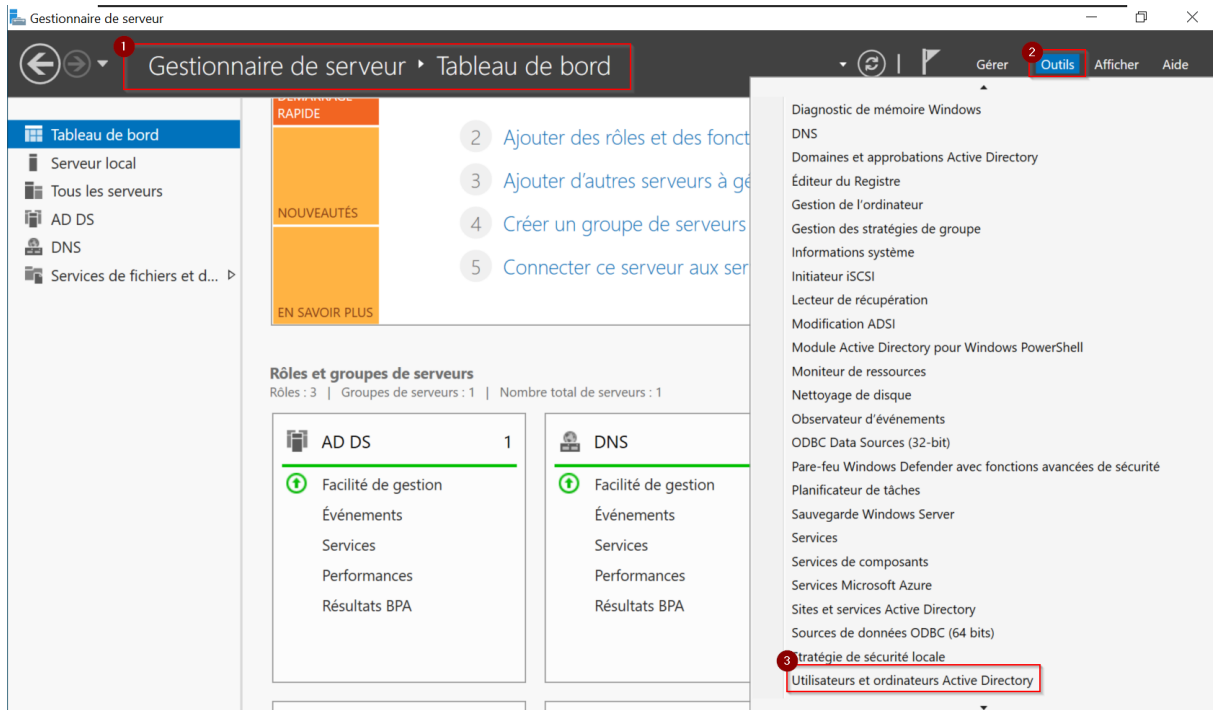 Gestionnaire de serveur
1
Gestionnaire de serveur ‣ Tableau de bord
2
Gérer Outils Afficher Aide
Tableau de bord
Serveur local
Tous les serveurs
AD DS
DNS
Services de fichiers et d...
RAPIDE
NOUVEAUTÉS
EN SAVOIR PLUS
2 Ajouter des rôles et des fonct
3 Ajouter d'autres serveurs à gé
4 Créer un groupe de serveurs
5 Connecter ce serveur aux ser
Rôles et groupes de serveurs
Rôles : 3 | Groupes de serveurs : 1 | Nombre total de serveurs : 1
AD DS 1
Facilité de gestion
Événements
Services
Performances
Résultats BPA
DNS
Facilité de gestion
Événements
Services
Performances
Résultats BPA
Diagnostic de mémoire Windows
DNS
Domaines et approbations Active Directory
Éditeur du Registre
Gestion de l'ordinateur
Gestion des stratégies de groupe
Informations système
Initiateur iSCSI
Lecteur de récupération
Modification ADSI
Module Active Directory pour Windows PowerShell
Moniteur de ressources
Nettoyage de disque
Observateur d'événements
ODBC Data Sources (32-bit)
Pare-feu Windows Defender avec fonctions avancées de sécurité
Planificateur de tâches
Sauvegarde Windows Server
Services
Services de composants
Services Microsoft Azure
Sites et services Active Directory
Sources de données ODBC (64 bits)
Stratégie de sécurité locale
3
Utilisateurs et ordinateurs Active Directory